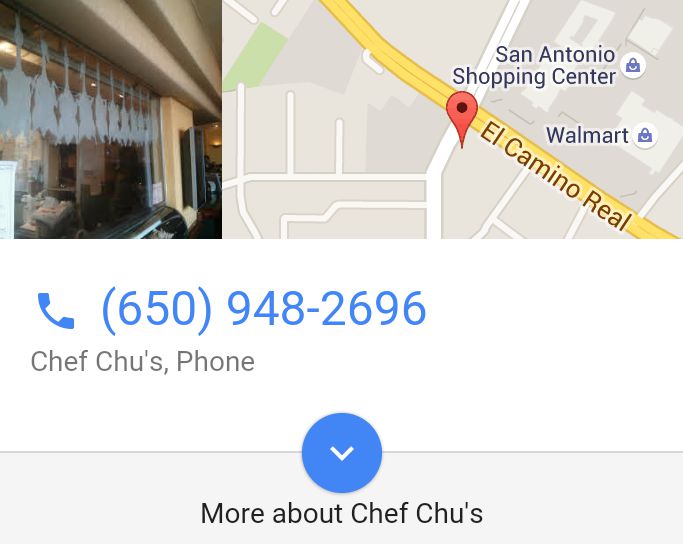 San Antonio
Shopping Center
Walmart
El Camino Real
(650) 948-2696
Chef Chu's, Phone
More about Chef Chu's